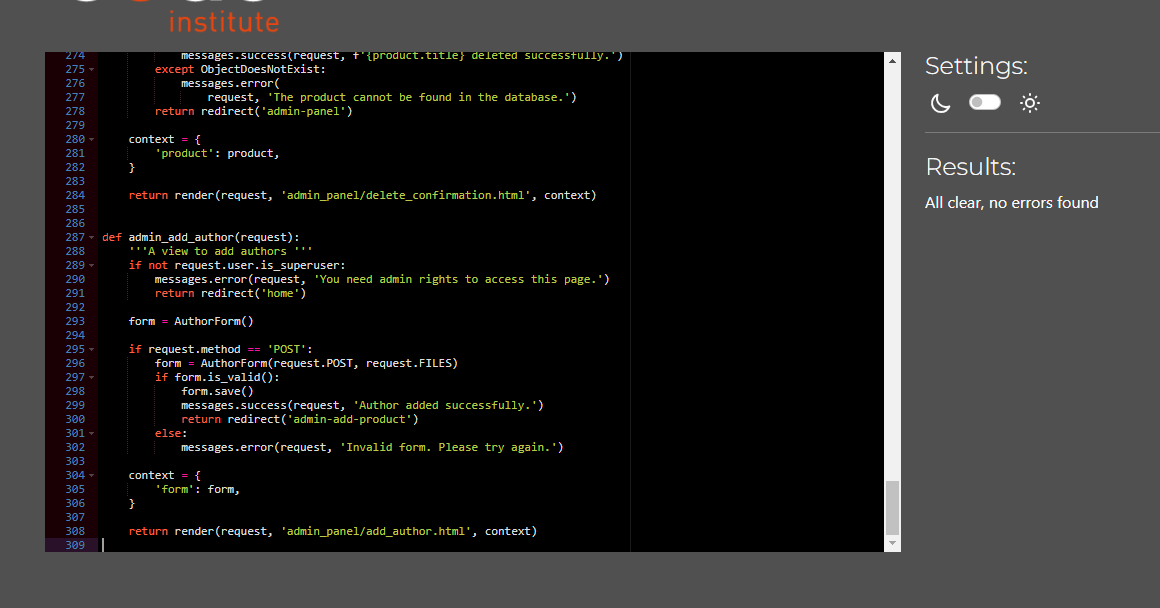 institute
274 messages.success(request, f'{product.title} deleted successfully.')
275 except ObjectDoesNotExist:
276 messages.error(
277 request, 'The product cannot be found in the database.')
278 return redirect('admin-panel')
279
280 context = {
281 'product': product,
282 }
283
284 return render(request, 'admin_panel/delete_confirmation.html', context)
285
286
287 def admin_add_author(request):
288 '''A view to add authors '''
289 if not request.user.is_superuser:
290 messages.error(request, 'You need admin rights to access this page.')
291 return redirect('home')
292
293 form = AuthorForm()
294
295 if request.method == 'POST':
296 form = AuthorForm(request.POST, request.FILES)
297 if form.is_valid():
298 form.save()
299 messages.success(request, 'Author added successfully.')
300 return redirect('admin-add-product')
301 else:
302 messages.error(request, 'Invalid form. Please try again.')
303
304 context = {
305 'form': form,
306 }
307
308 return render(request, 'admin_panel/add_author.html', context)
309
Settings:
Results:
All clear, no errors found